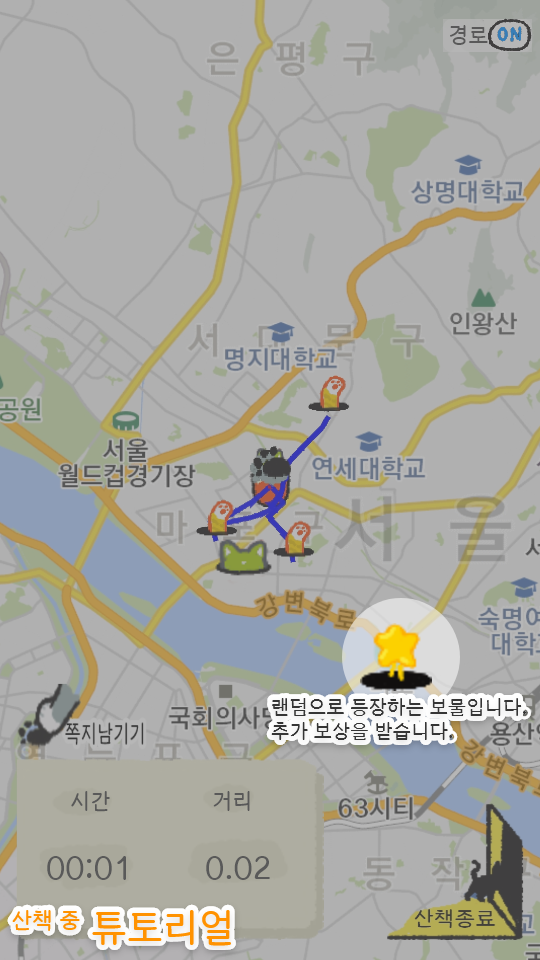 경로 ON
은평구
상명대학교
인왕산
서대문구
명지대학교
공원
서울
월드컵경기장
연세대학교
마포구
서울
강변북로
숙명여
대학교
랜덤으로 등장하는 보물입니다.
추가 보상을 받습니다.
쪽지남기기
국회의사당
용산
영등포구
강변북
63시티
시간 거리
00:01 0.02
동작구
산책종료
산책 중 튜토리얼